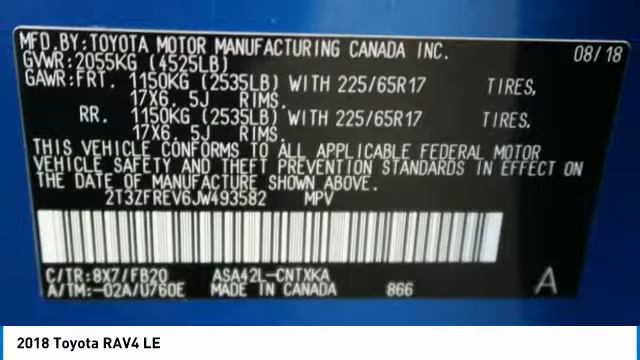 MFD.BY:TOYOTA MOTOR MANUFACTURING CANADA INC. 08/18
GVWR:2055KG (4525LB)
GAWR:FRT. 1150KG (2535LB) WITH 225/65R17 TIRES,
17X6. 5J RIMS.
RR. 1150KG (2535LB) WITH 225/65R17 TIRES,
17X6. 5J RIMS.
THIS VEHICLE CONFORMS TO ALL APPLICABLE FEDERAL MOTOR
VEHICLE SAFETY AND THEFT PREVENTION STANDARDS IN EFFECT ON
THE DATE OF MANUFACTURE SHOWN ABOVE.
2T3ZFREV6JW493582 MPV
C/TR:8X7/FB20 ASA42L-CNTXKA
A/TM:-02A/U760E MADE IN CANADA 866 A
2018 Toyota RAV4 LE